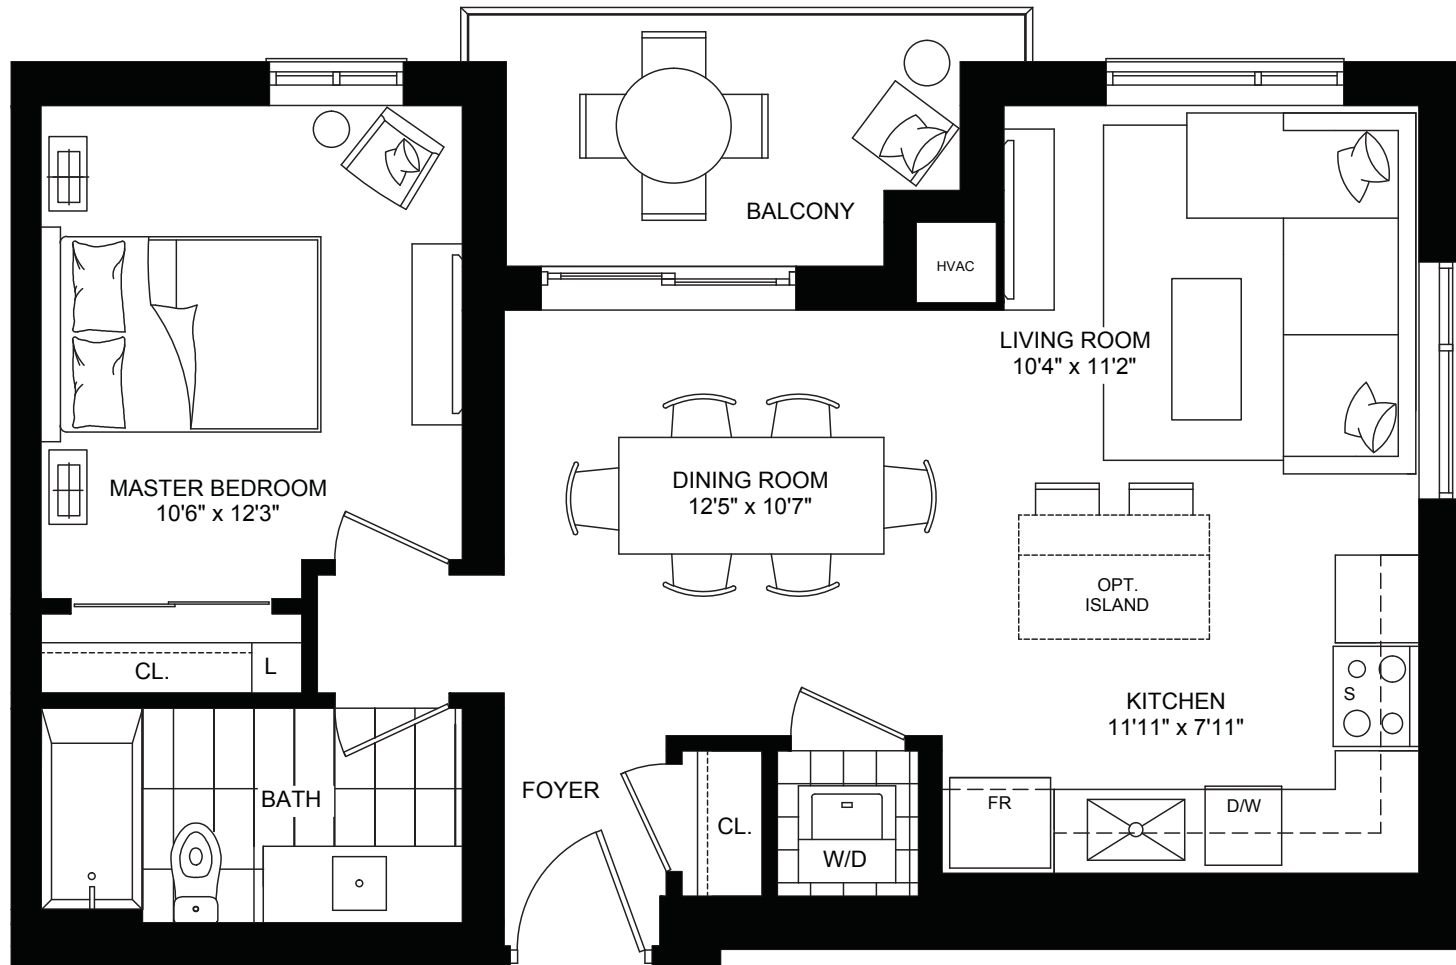 BALCONY
HVAC
LIVING ROOM
10'4" x 11'2"
DINING ROOM
12'5" x 10'7"
MASTER BEDROOM
10'6" x 12'3"
OPT.
ISLAND
CL.
L
S
KITCHEN
11'11" x 7'11"
BATH
FOYER
CL.
W/D
FR
D/W